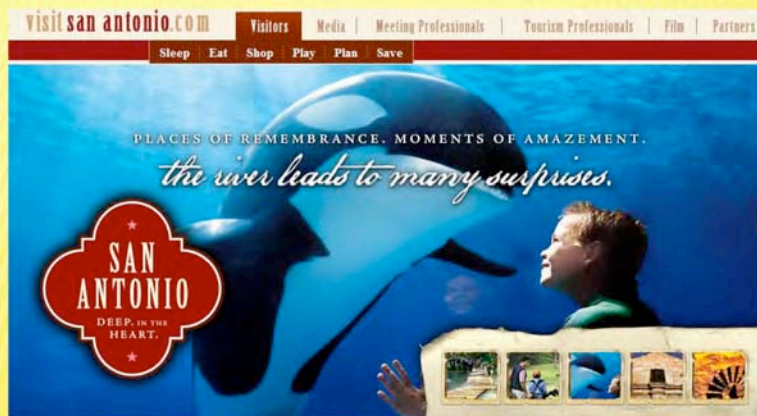 visit san antonio.com
Visitors
Media
Meeting Professionals
Tourism Professionals
Film
Partners
Sleep Eat Shop Play Plan Save
PLACES OF REMEMBRANCE. MOMENTS OF AMAZEMENT.
the river leads to many surprises.
SAN
ANTONIO
DEEP. IN THE
HEART.